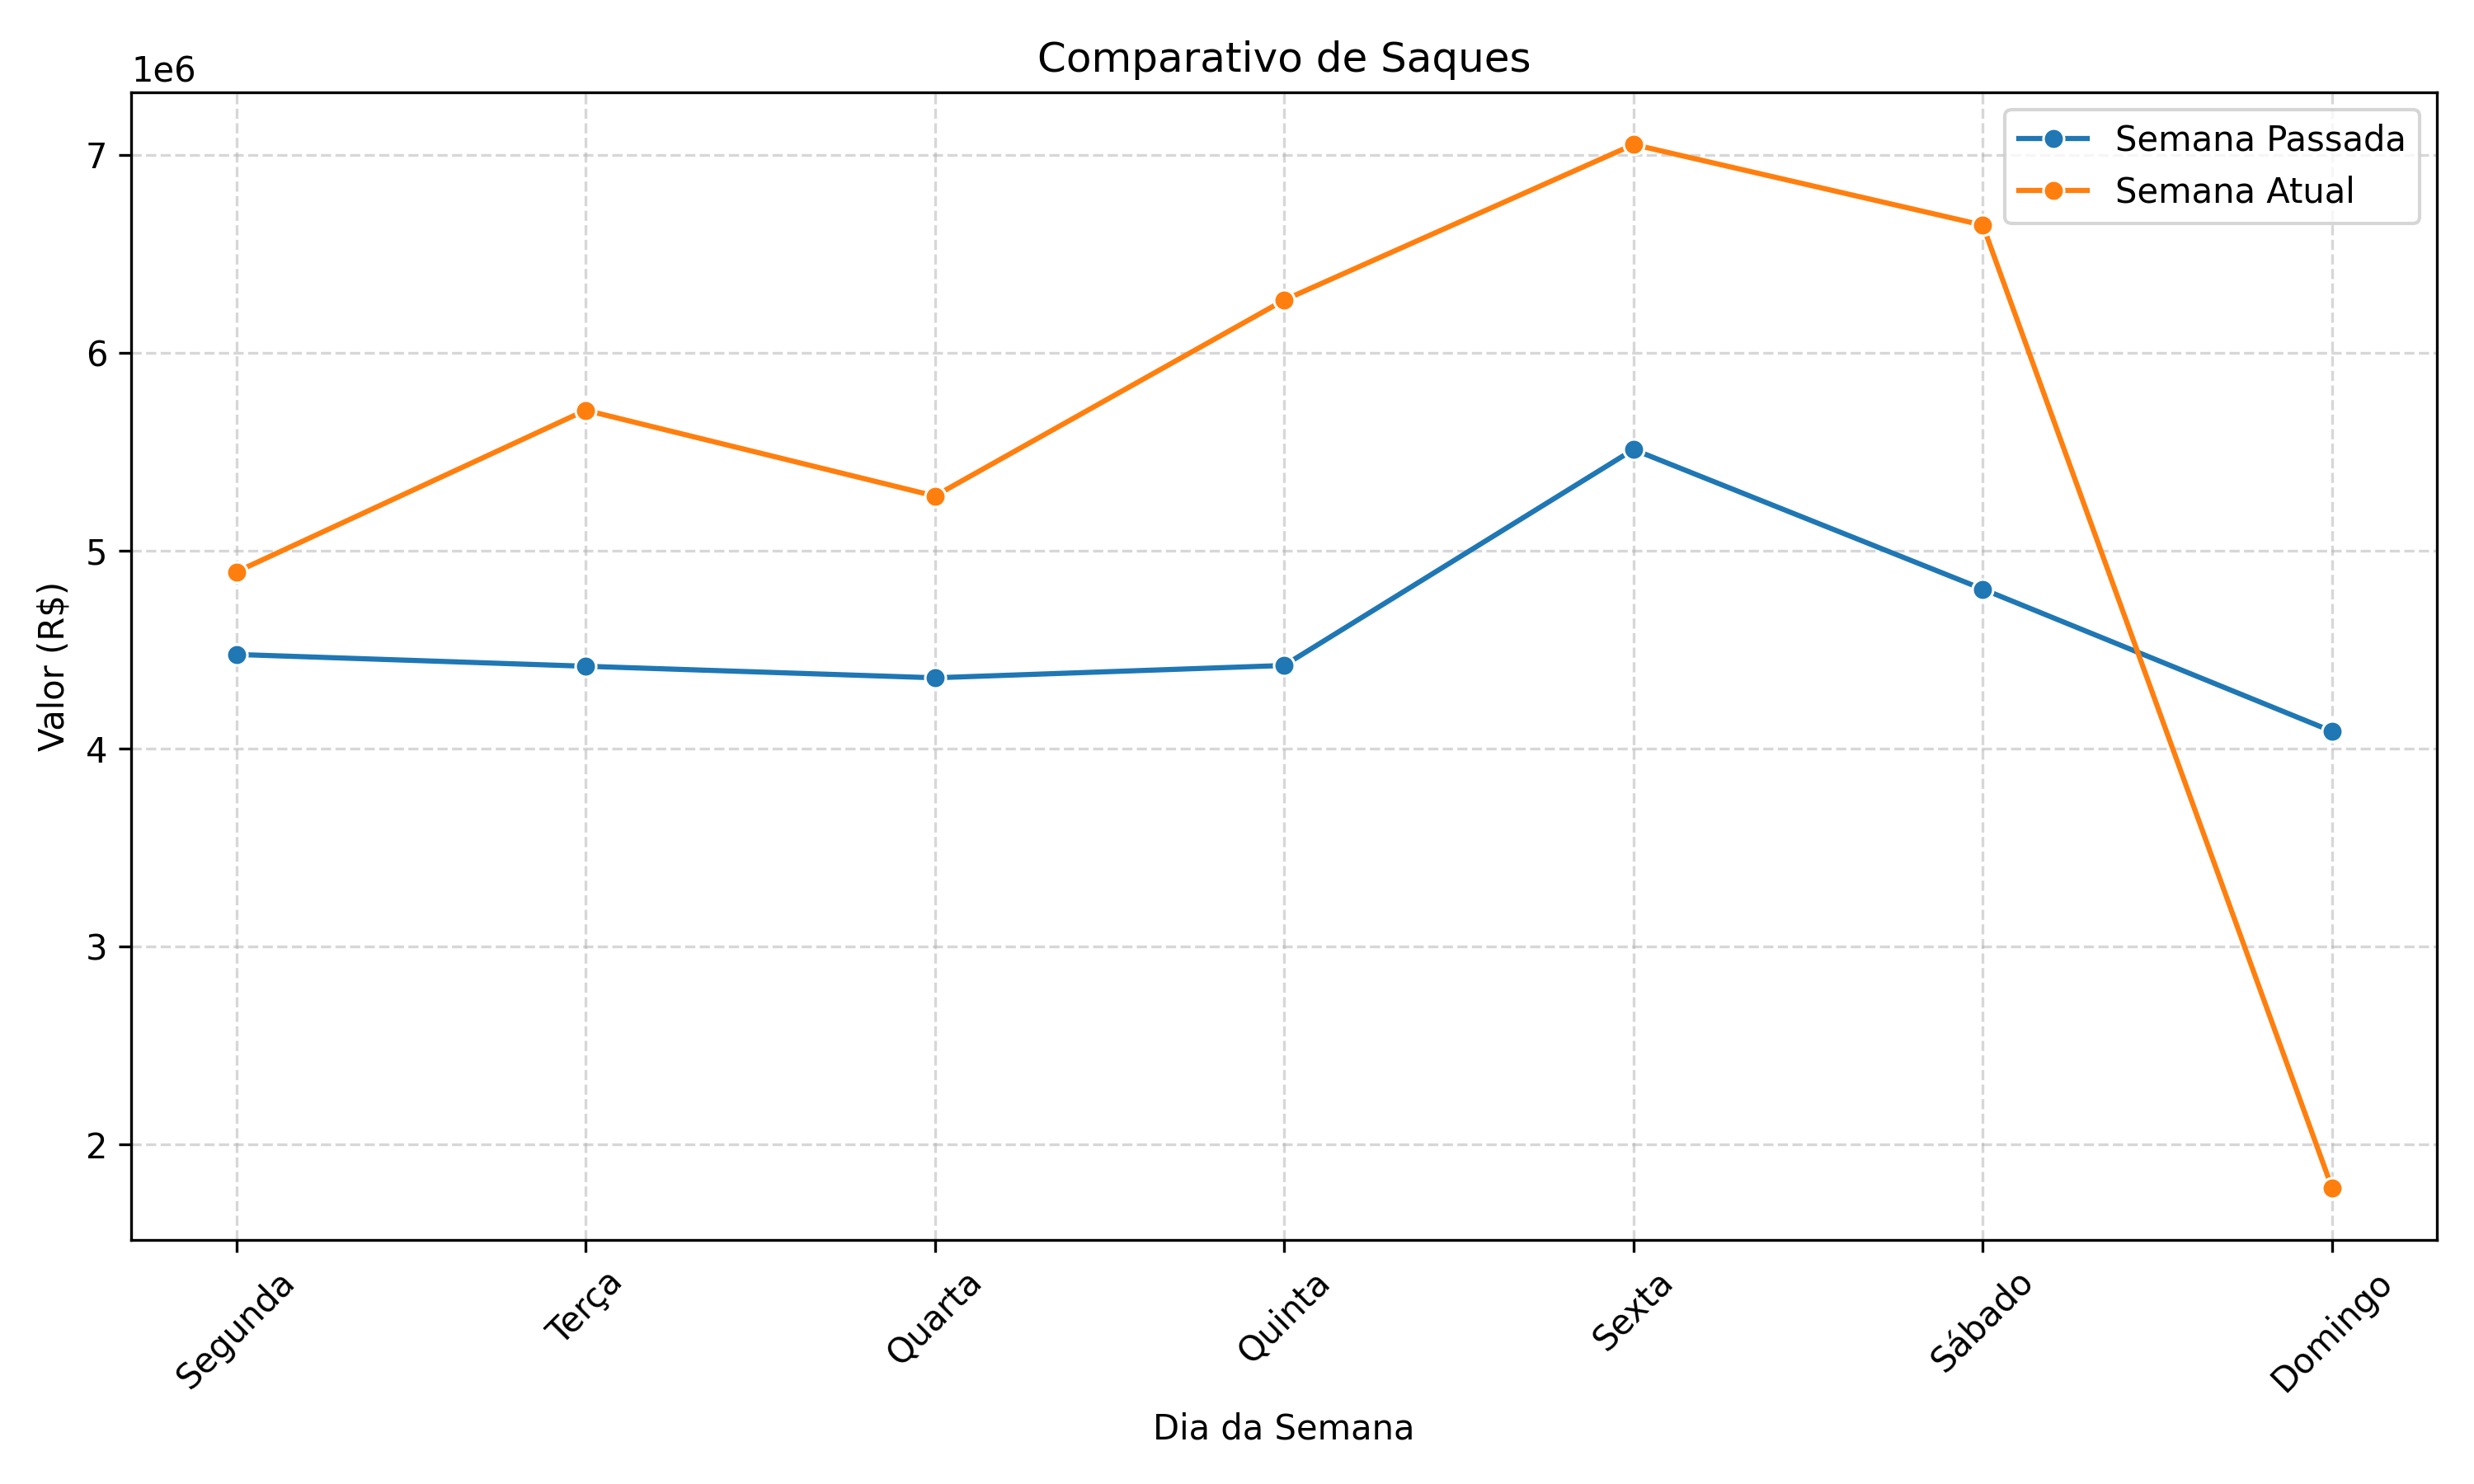 Comparativo de Saques
1e6
Semana Passada
Semana Atual
7
6
5
4
3
2
Valor (R$)
Segunda
Terça
Quarta
Quinta
Sexta
Sábado
Domingo
Dia da Semana